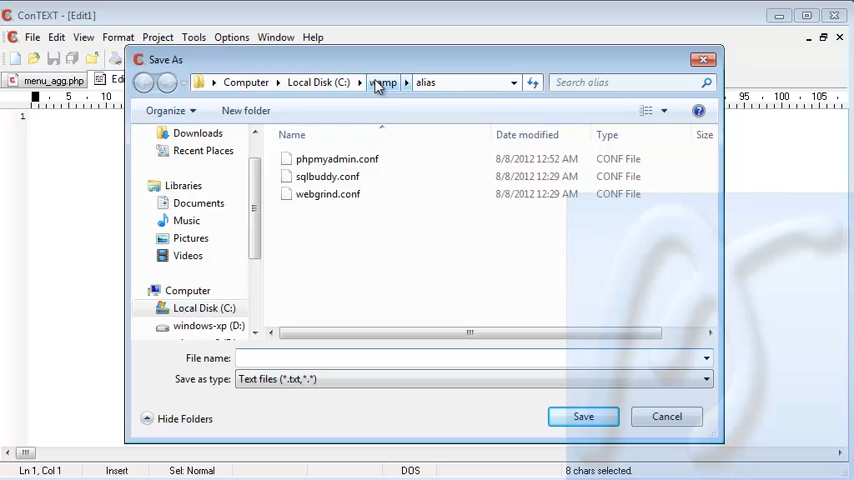 ConTEXT - [Edit1]
File Edit View Format Project Tools Options Window Help
menu_agg.php
Save As
Computer Local Disk (C:) wamp alias
Search alias
Organize New folder
Name Date modified Type Size
Downloads
Recent Places
Libraries
Documents
Music
Pictures
Videos
Computer
Local Disk (C:)
windows-xp (D:)
phpmyadmin.conf 8/8/2012 12:52 AM CONF File
sqlbuddy.conf 8/8/2012 12:29 AM CONF File
webgrind.conf 8/8/2012 12:29 AM CONF File
File name:
Save as type: Text files (*.txt,*.*)
Hide Folders Save Cancel
5 10 95 100 105
1
Ln 1, Col 1 Insert Sel: Normal DOS 8 chars selected.